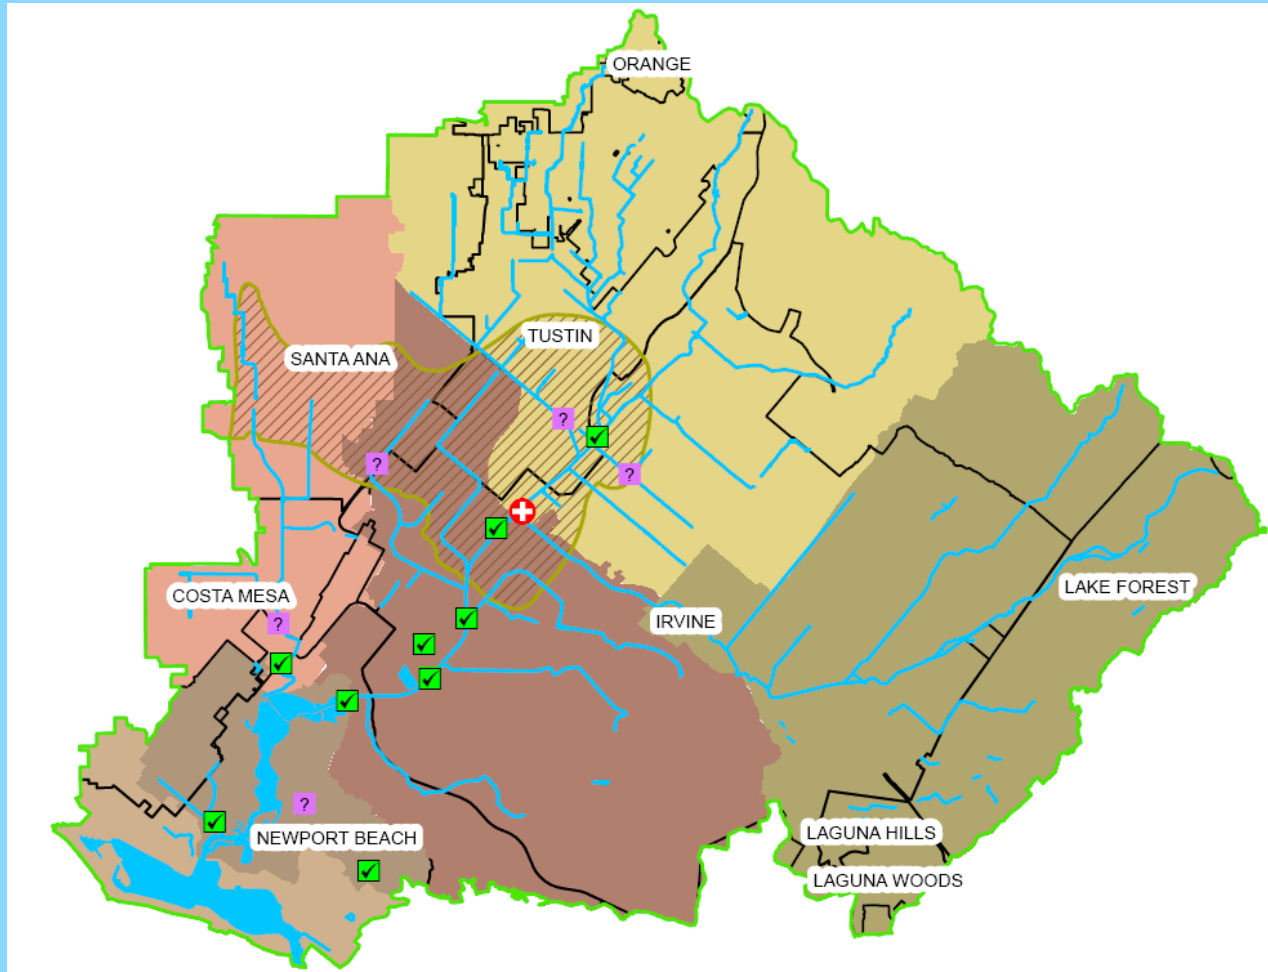 ORANGE
TUSTIN
SANTA ANA
?
?
?
COSTA MESA
LAKE FOREST
?
IRVINE
?
LAGUNA HILLS
NEWPORT BEACH
LAGUNA WOODS